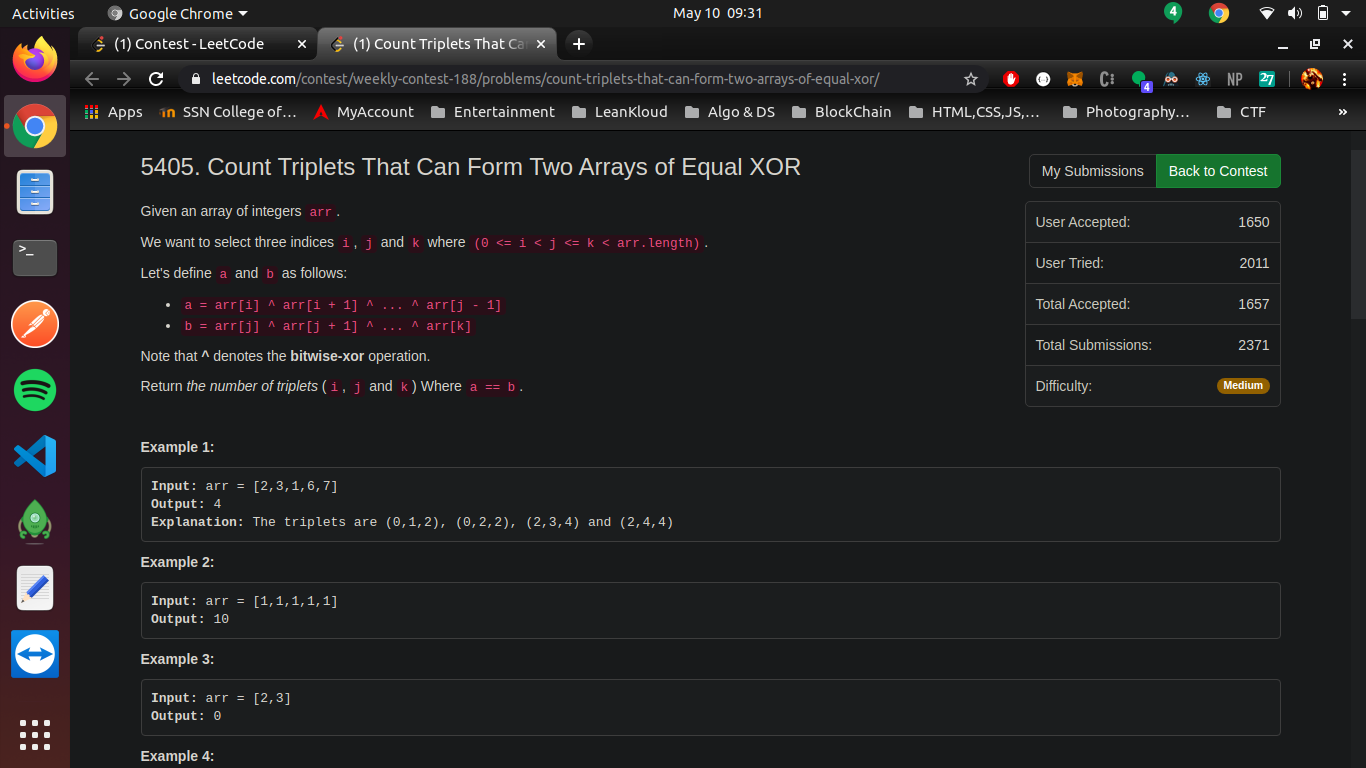 Activities
Google Chrome
May 10 09:31
4
(1) Contest - LeetCode
(1) Count Triplets That Ca
leetcode.com/contest/weekly-contest-188/problems/count-triplets-that-can-form-two-arrays-of-equal-xor/
4
NP
27
Apps
SSN College of…
MyAccount
Entertainment
LeanKloud
Algo & DS
BlockChain
HTML,CSS,JS,…
Photography…
CTF
»
5405. Count Triplets That Can Form Two Arrays of Equal XOR
My Submissions
Back to Contest
Given an array of integers arr.
We want to select three indices i, j and k where (0 <= i < j <= k < arr.length).
Let's define a and b as follows:
• a = arr[i] ^ arr[i + 1] ^ ... ^ arr[j - 1]
• b = arr[j] ^ arr[j + 1] ^ ... ^ arr[k]
Note that ^ denotes the bitwise-xor operation.
Return the number of triplets (i, j and k) Where a == b.
User Accepted: 1650
User Tried: 2011
Total Accepted: 1657
Total Submissions: 2371
Difficulty: Medium
Example 1:
Input: arr = [2,3,1,6,7]
Output: 4
Explanation: The triplets are (0,1,2), (0,2,2), (2,3,4) and (2,4,4)
Example 2:
Input: arr = [1,1,1,1,1]
Output: 10
Example 3:
Input: arr = [2,3]
Output: 0
Example 4: